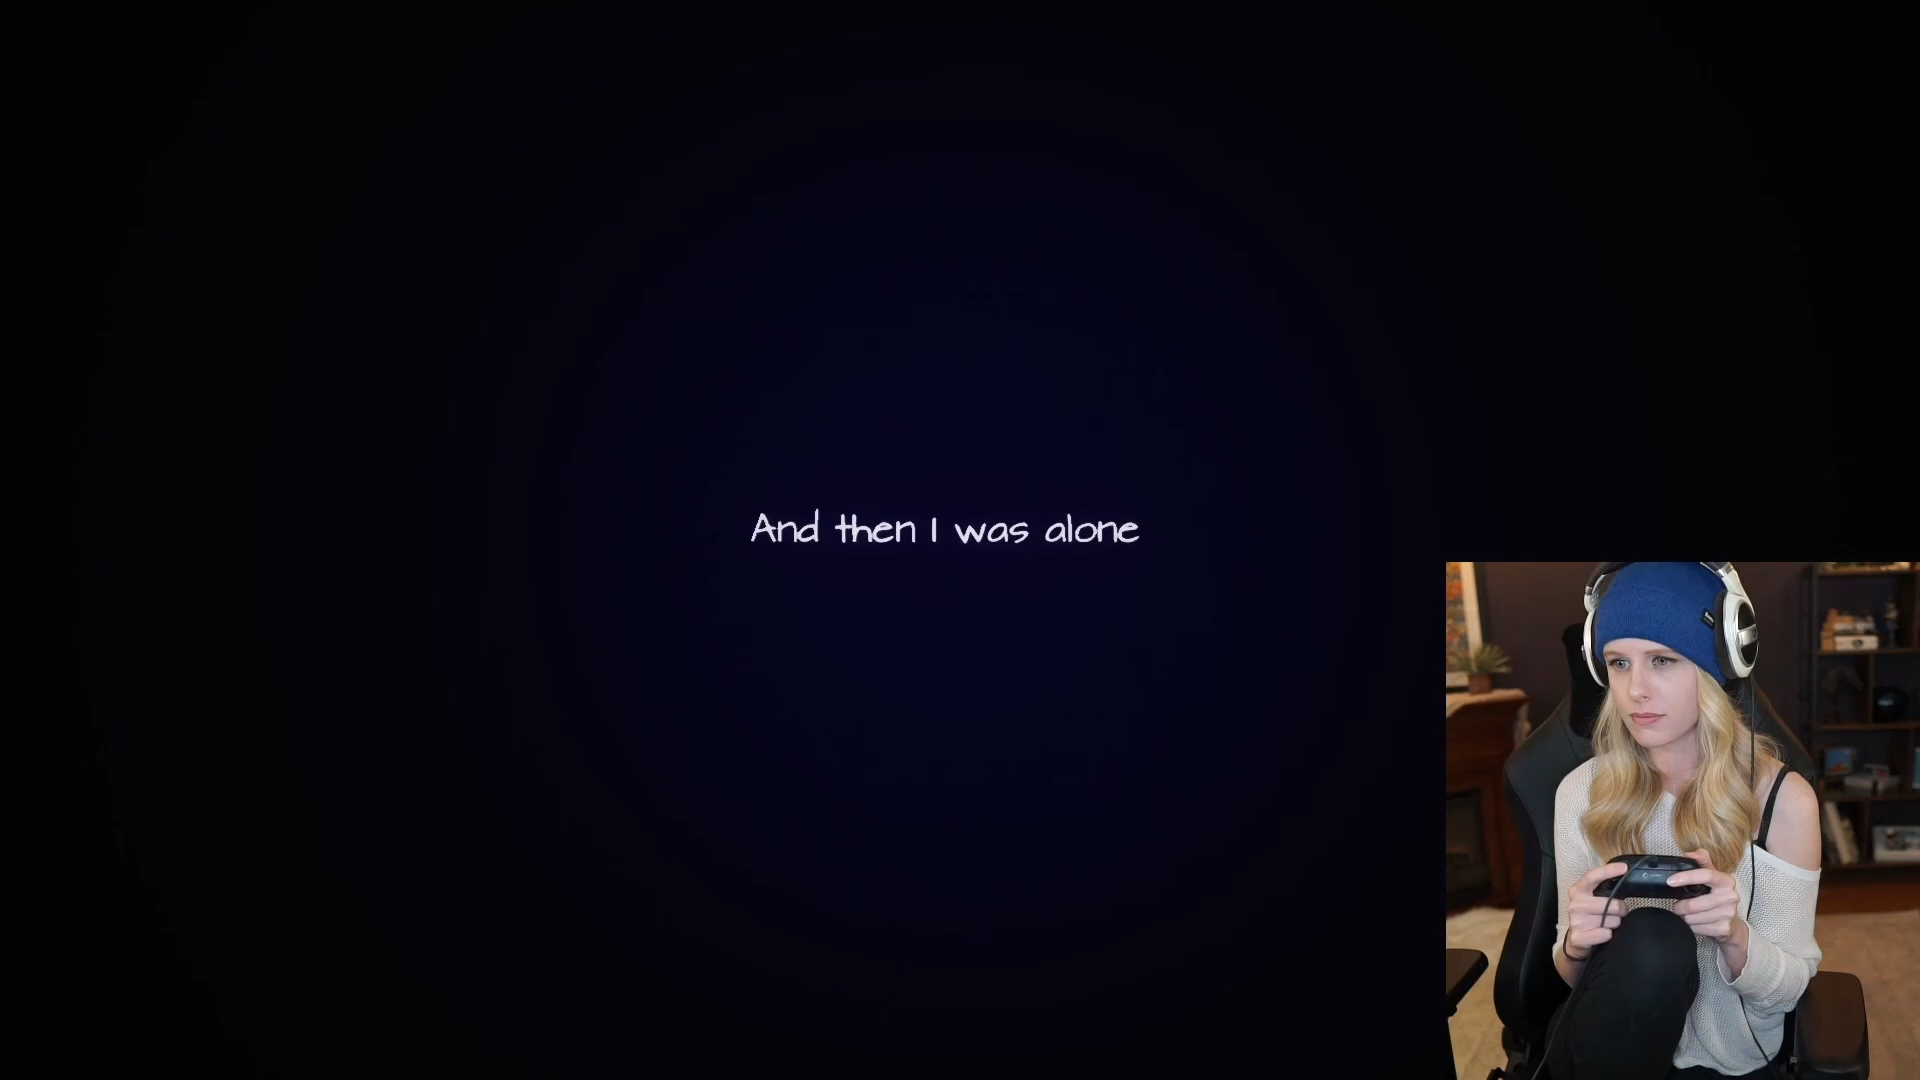 And then I was alone